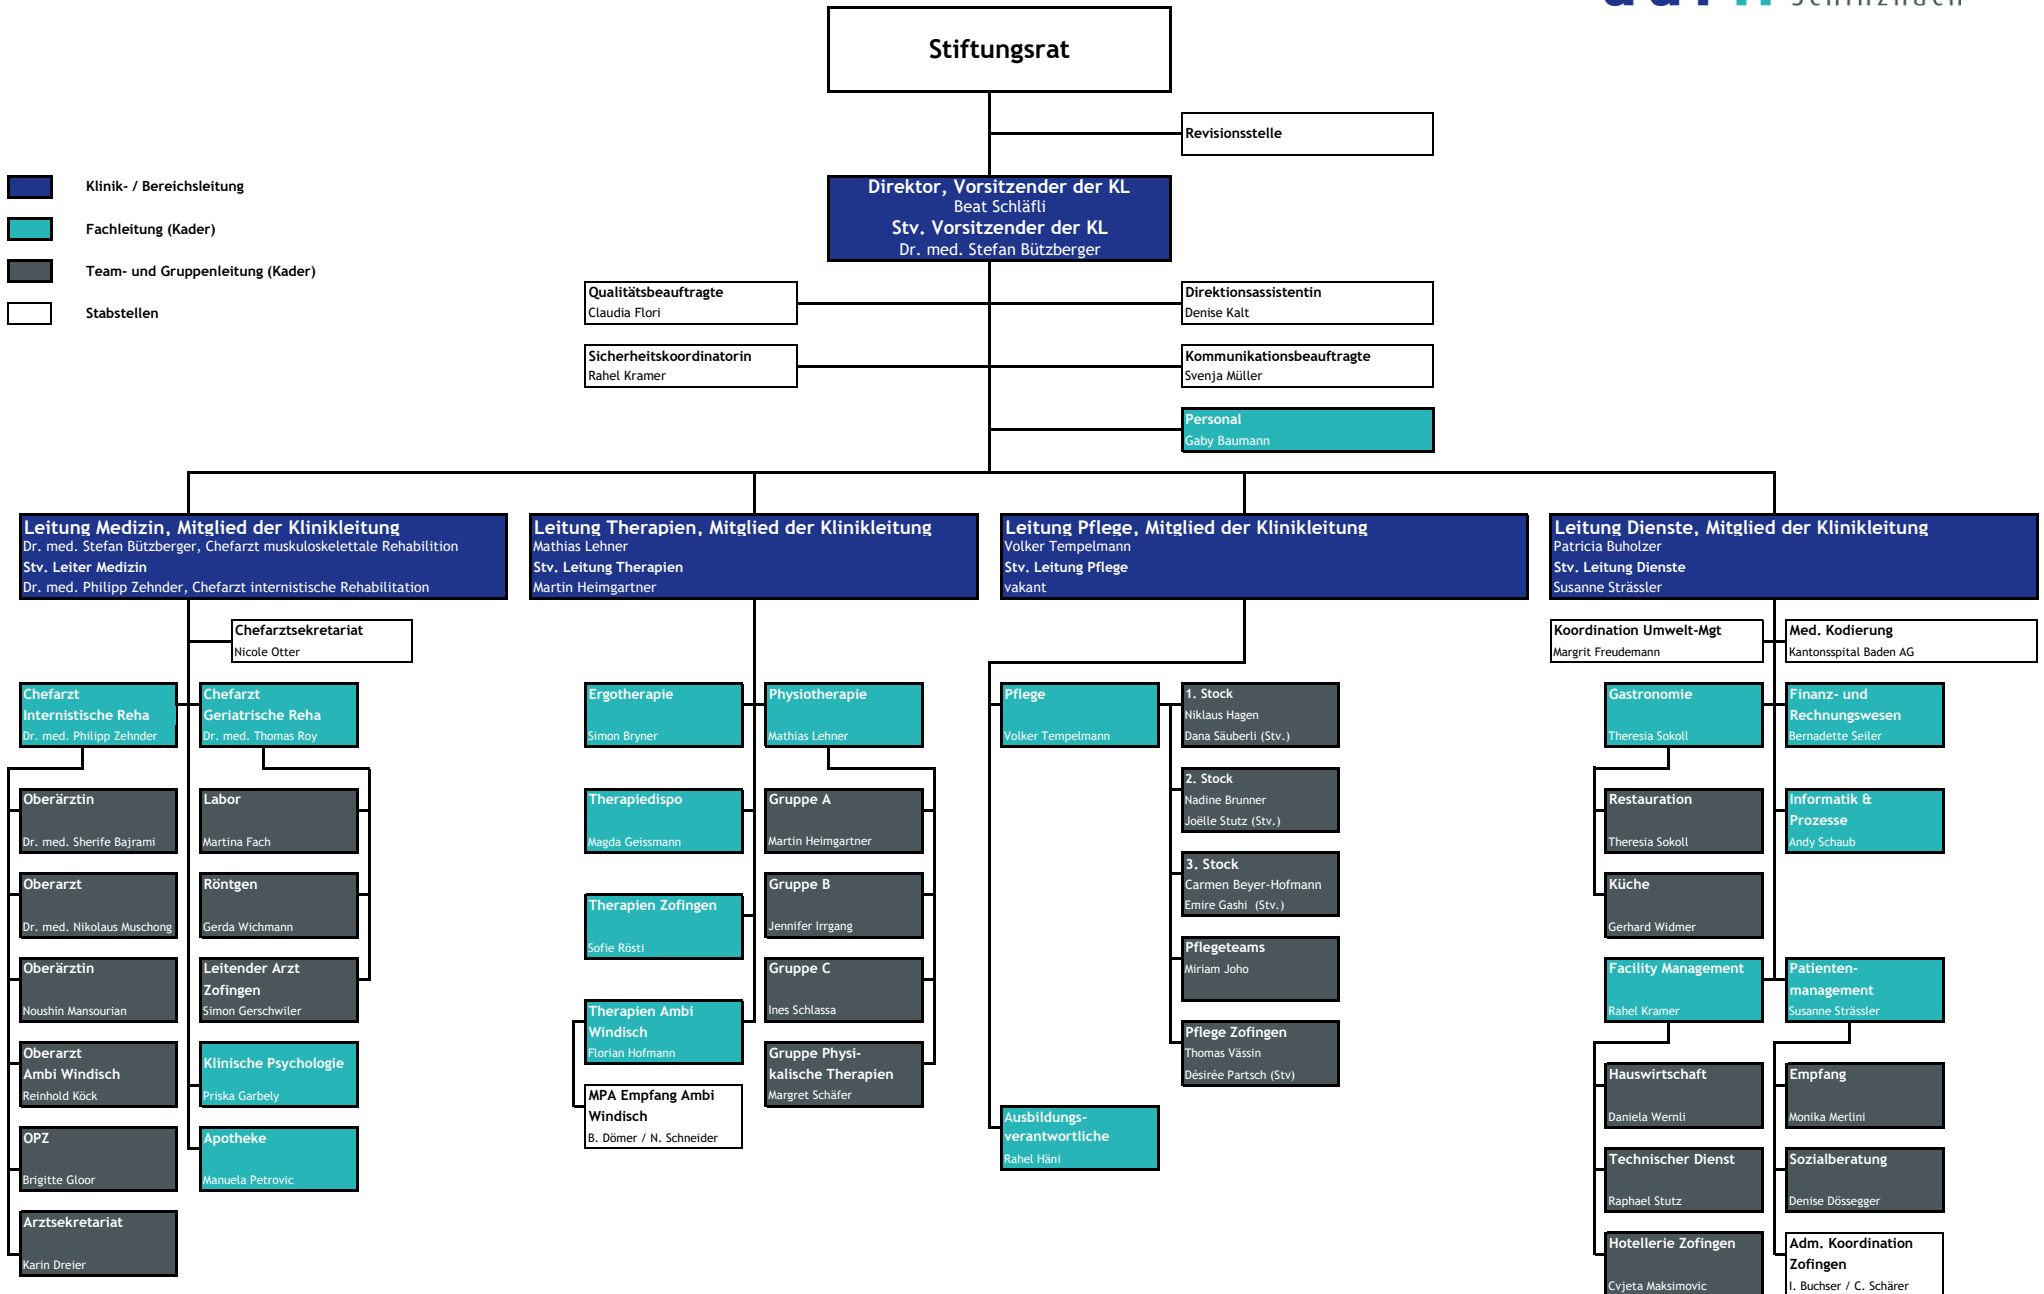 Schinznach
Stiftungsrat
Revisionsstelle
Klinik- / Bereichsleitung
Fachleitung (Kader)
Team- und Gruppenleitung (Kader)
Stabstellen
Direktor, Vorsitzender der KL
Beat Schläfli
Stv. Vorsitzender der KL
Dr. med. Stefan Bützberger
Qualitätsbeauftragte
Claudia Flori
Direktionsassistentin
Denise Kalt
Sicherheitskoordinatorin
Rahel Kramer
Kommunikationsbeauftragte
Svenja Müller
Personal
Gaby Baumann
Leitung Medizin, Mitglied der Klinikleitung
Dr. med. Stefan Bützberger, Chefarzt muskuloskelettale Rehabilition
Stv. Leiter Medizin
Dr. med. Philipp Zehnder, Chefarzt internistische Rehabilitation
Leitung Therapien, Mitglied der Klinikleitung
Mathias Lehner
Stv. Leitung Therapien
Martin Heimgartner
Leitung Pflege, Mitglied der Klinikleitung
Volker Tempelmann
Stv. Leitung Pflege
vakant
Leitung Dienste, Mitglied der Klinikleitung
Patricia Buholzer
Stv. Leitung Dienste
Susanne Strässler
Chefarztsekretariat
Nicole Otter
Chefarzt
Internistische Reha
Dr. med. Philipp Zehnder
Chefarzt
Geriatrische Reha
Dr. med. Thomas Roy
Oberärztin
Dr. med. Sherife Bajrami
Labor
Martina Fach
Oberarzt
Dr. med. Nikolaus Muschong
Röntgen
Gerda Wichmann
Oberärztin
Noushin Mansourian
Leitender Arzt
Zofingen
Simon Gerschwiler
Oberarzt
Ambi Windisch
Reinhold Köck
Klinische Psychologie
Priska Garbely
OPZ
Brigitte Gloor
Apotheke
Manuela Petrovic
Arztsekretariat
Karin Dreier
Ergotherapie
Simon Bryner
Physiotherapie
Mathias Lehner
Therapiedispo
Magda Geissmann
Gruppe A
Martin Heimgartner
Therapien Zofingen
Sofie Rösti
Gruppe B
Jennifer Irrgang
Gruppe C
Ines Schlassa
Therapien Ambi
Windisch
Florian Hofmann
Gruppe Physi-
kalische Therapien
Margret Schäfer
MPA Empfang Ambi
Windisch
B. Dömer / N. Schneider
Pflege
Volker Tempelmann
1. Stock
Niklaus Hagen
Dana Säuberli (Stv.)
2. Stock
Nadine Brunner
Joëlle Stutz (Stv.)
3. Stock
Carmen Beyer-Hofmann
Emire Gashi (Stv.)
Pflegeteams
Miriam Joho
Pflege Zofingen
Thomas Vässin
Désirée Partsch (Stv)
Ausbildungs-
verantwortliche
Rahel Häni
Koordination Umwelt-Mgt
Margrit Freudemann
Med. Kodierung
Kantonsspital Baden AG
Gastronomie
Theresia Sokoll
Finanz- und
Rechnungswesen
Bernadette Seiler
Restauration
Theresia Sokoll
Informatik &
Prozesse
Andy Schaub
Küche
Gerhard Widmer
Facility Management
Rahel Kramer
Patienten-
management
Susanne Strässler
Hauswirtschaft
Daniela Wernli
Empfang
Monika Merlini
Technischer Dienst
Raphael Stutz
Sozialberatung
Denise Dössegger
Hotellerie Zofingen
Cvjeta Maksimovic
Adm. Koordination
Zofingen
I. Buchser / C. Schärer